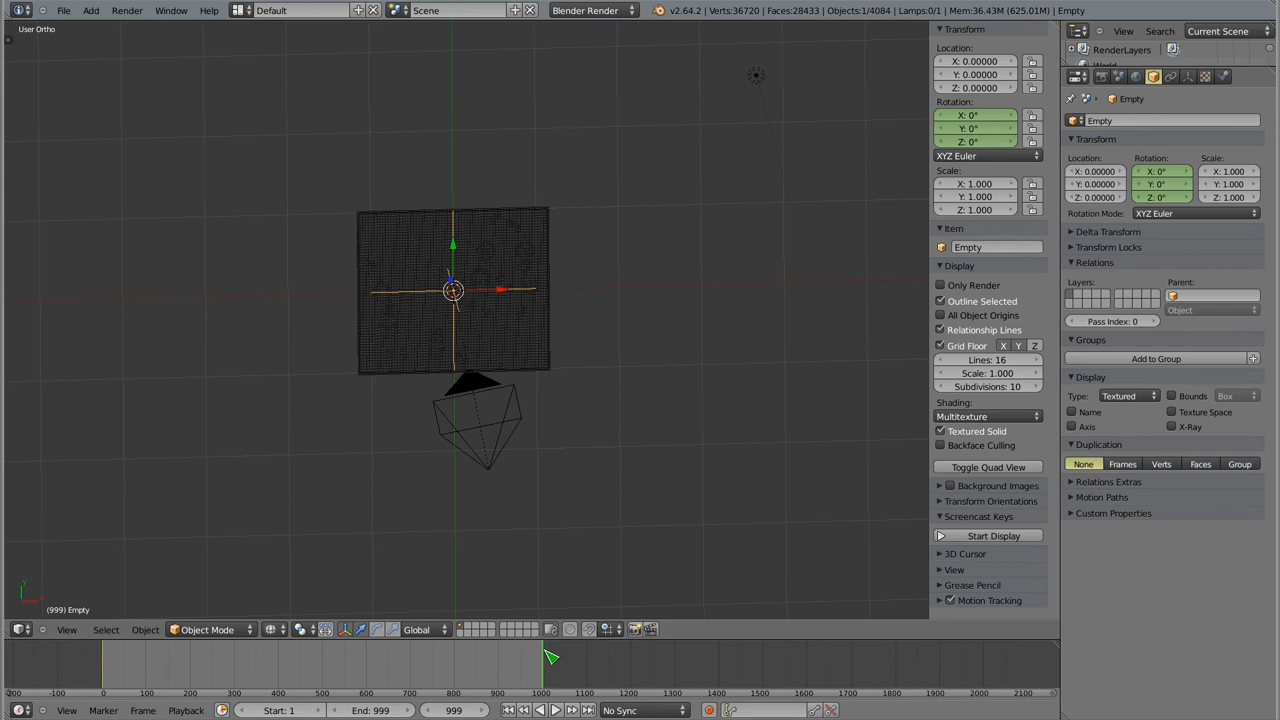 File Add Render Window Help Default Scene Blender Render v2.64.2 | Verts:36720 | Faces:28433 | Objects:1/4084 | Lamps:0/1 | Mem:36.43M (625.01M) | Empty
User Ortho
Transform
Location:
X: 0.00000
Y: 0.00000
Z: 0.00000
Rotation:
X: 0°
Y: 0°
Z: 0°
XYZ Euler
Scale:
X: 1.000
Y: 1.000
Z: 1.000
Item
Empty
Display
Only Render
Outline Selected
All Object Origins
Relationship Lines
Grid Floor X Y Z
Lines: 16
Scale: 1.000
Subdivisions: 10
Shading:
Multitexture
Textured Solid
Backface Culling
Toggle Quad View
Background Images
Transform Orientations
Screencast Keys
Start Display
3D Cursor
View
Grease Pencil
Motion Tracking
View Search Current Scene
RenderLayers
Empty
Empty
Transform
Location: Rotation: Scale:
X: 0.00000 X: 0° X: 1.000
Y: 0.00000 Y: 0° Y: 1.000
Z: 0.00000 Z: 0° Z: 1.000
Rotation Mode: XYZ Euler
Delta Transform
Transform Locks
Relations
Layers: Parent:
Object
Pass Index: 0
Groups
Add to Group
Display
Type: Textured Bounds Box
Name Texture Space
Axis X-Ray
Duplication
None Frames Verts Faces Group
Relations Extras
Motion Paths
Custom Properties
y
(999) Empty
View Select Object Object Mode Global
-200 -100 0 100 200 300 400 500 600 700 800 900 1000 1100 1200 1300 1400 1500 1600 1700 1800 1900 2000 2100
View Marker Frame Playback Start: 1 End: 999 999 No Sync